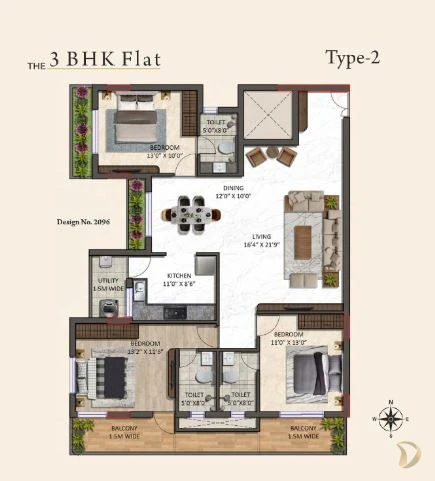 THE 3 BHK Flat
Type-2
TOILET
5'0"X8'0"
BEDROOM
13'0" X 10'0"
DINING
12'0" X 10'0"
Design No. 2096
LIVING
16'4" X 21'9"
KITCHEN
11'0" X 8'6"
UTILITY
1.5M WIDE
BEDROOM
13'2" X 11'3"
BEDROOM
11'0" X 13'0"
TOILET
5'0" X8'0"
TOILET
5'0"X8'0"
BALCONY
1.5M WIDE
BALCONY
1.5M WIDE
N
W
E
S